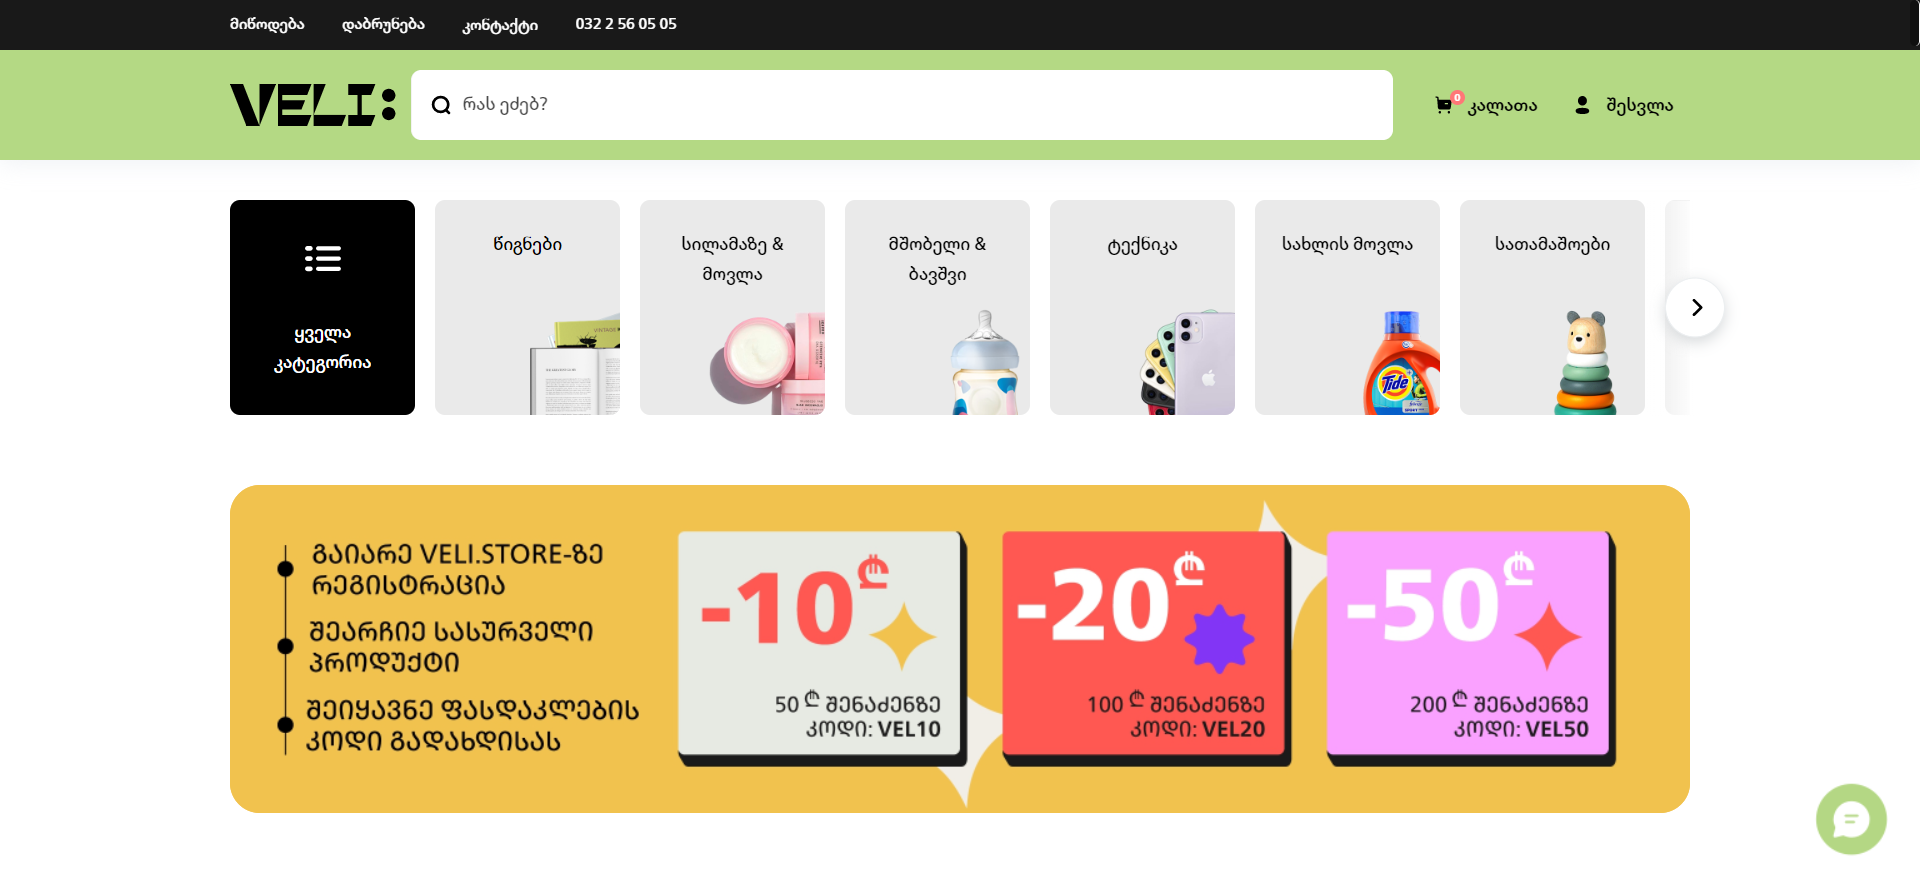 მიწოდება
დაბრუნება
კონტაქტი
032 2 56 05 05
VELI:
რას ეძებ?
0
კალათა
შესვლა
ყველა
კატეგორია
წიგნები
სილამაზე &
მოვლა
მშობელი &
ბავშვი
ტექნიკა
სახლის მოვლა
სათამაშოები
Tide
გაიარე VELI.STORE-ზე
რეგისტრაცია
შეარჩიე სასურველი
პროდუქტი
შეიყავნე ფასდაკლების
კოდი გადახდისას
-10₾
50 ₾ შენაძენზე
კოდი: VEL10
-20₾
100 ₾ შენაძენზე
კოდი: VEL20
-50₾
200 ₾ შენაძენზე
კოდი: VEL50